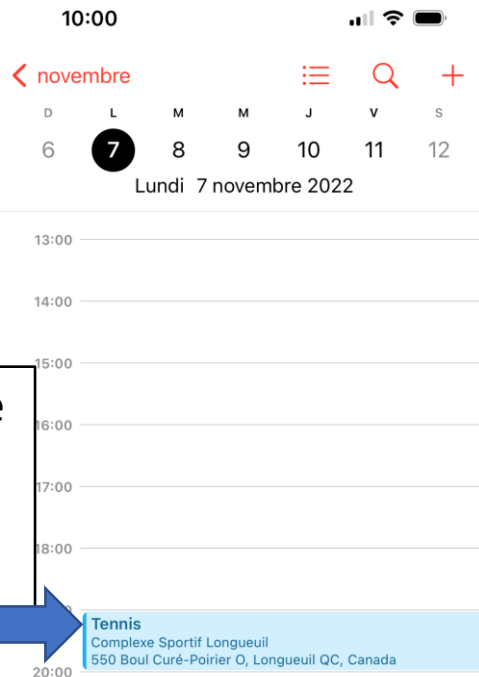 10:00
novembre
D L M M J V S
6 7 8 9 10 11 12
Lundi 7 novembre 2022
13:00
14:00
15:00
16:00
17:00
18:00
Tennis
Complexe Sportif Longueuil
550 Boul Curé-Poirier O, Longueuil QC, Canada
20:00